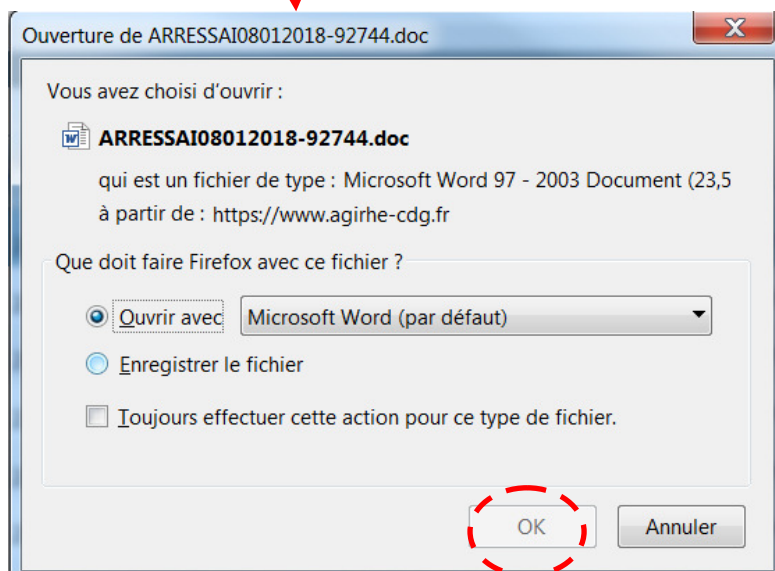 Ouverture de ARRESSAI08012018-92744.doc
X
Vous avez choisi d'ouvrir :
ARRESSAI08012018-92744.doc
qui est un fichier de type : Microsoft Word 97 - 2003 Document (23,5
à partir de : https://www.agirhe-cdg.fr
Que doit faire Firefox avec ce fichier ?
Ouvrir avec Microsoft Word (par défaut)
Enregistrer le fichier
Toujours effectuer cette action pour ce type de fichier.
OK Annuler